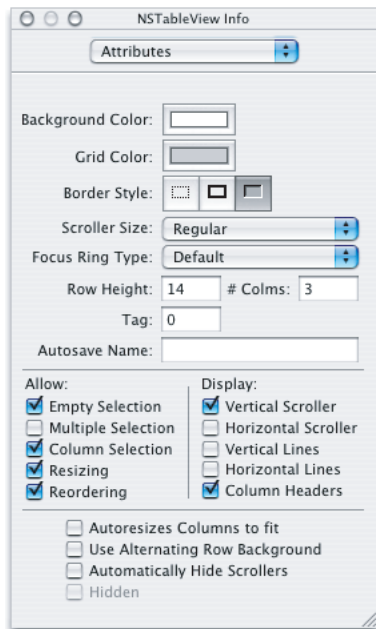 NSTableView Info
Attributes
Background Color:
Grid Color:
Border Style:
Scroller Size: Regular
Focus Ring Type: Default
Row Height: 14 # Colms: 3
Tag: 0
Autosave Name:
Allow:
Empty Selection
Multiple Selection
Column Selection
Resizing
Reordering
Display:
Vertical Scroller
Horizontal Scroller
Vertical Lines
Horizontal Lines
Column Headers
Autoresizes Columns to fit
Use Alternating Row Background
Automatically Hide Scrollers
Hidden